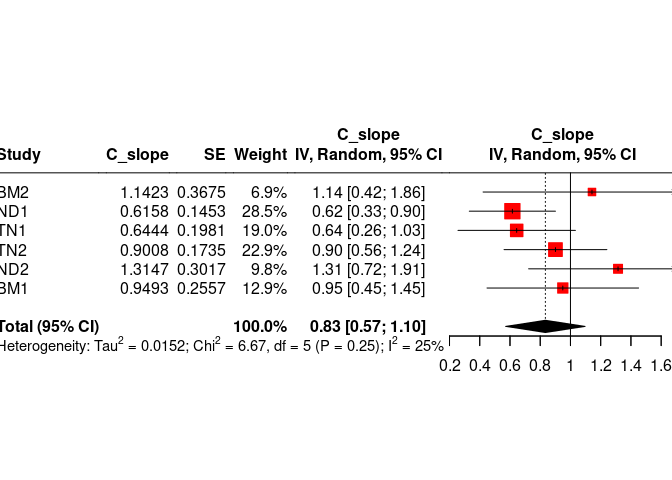 C_slope C_slope
Study C_slope SE Weight IV, Random, 95% CI IV, Random, 95% CI
BM2 1.1423 0.3675 6.9% 1.14 [0.42; 1.86]
ND1 0.6158 0.1453 28.5% 0.62 [0.33; 0.90]
TN1 0.6444 0.1981 19.0% 0.64 [0.26; 1.03]
TN2 0.9008 0.1735 22.9% 0.90 [0.56; 1.24]
ND2 1.3147 0.3017 9.8% 1.31 [0.72; 1.91]
BM1 0.9493 0.2557 12.9% 0.95 [0.45; 1.45]
Total (95% CI) 100.0% 0.83 [0.57; 1.10]
Heterogeneity: Tau² = 0.0152; Chi² = 6.67, df = 5 (P = 0.25); I² = 25%
0.2 0.4 0.6 0.8 1 1.2 1.4 1.6